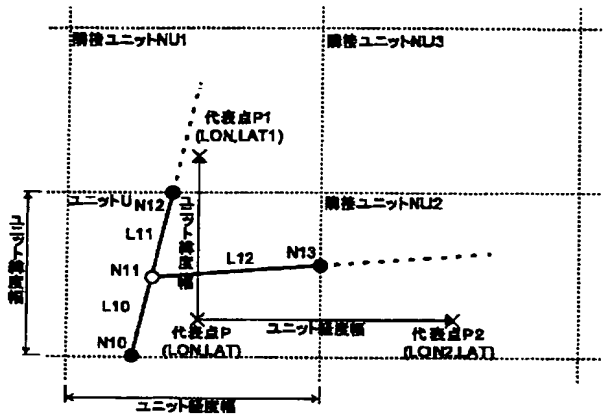 隣接ユニットNU1
隣接ユニットNU3
代表点P1
(LON,LAT1)
ユニットU
N12
隣接ユニットNU2
L11
ユニット緯度幅
N13
L12
N11
ユニット緯度幅
L10
代表点P
(LON,LAT)
ユニット経度幅
代表点P2
(LON2,LAT)
N10
ユニット経度幅